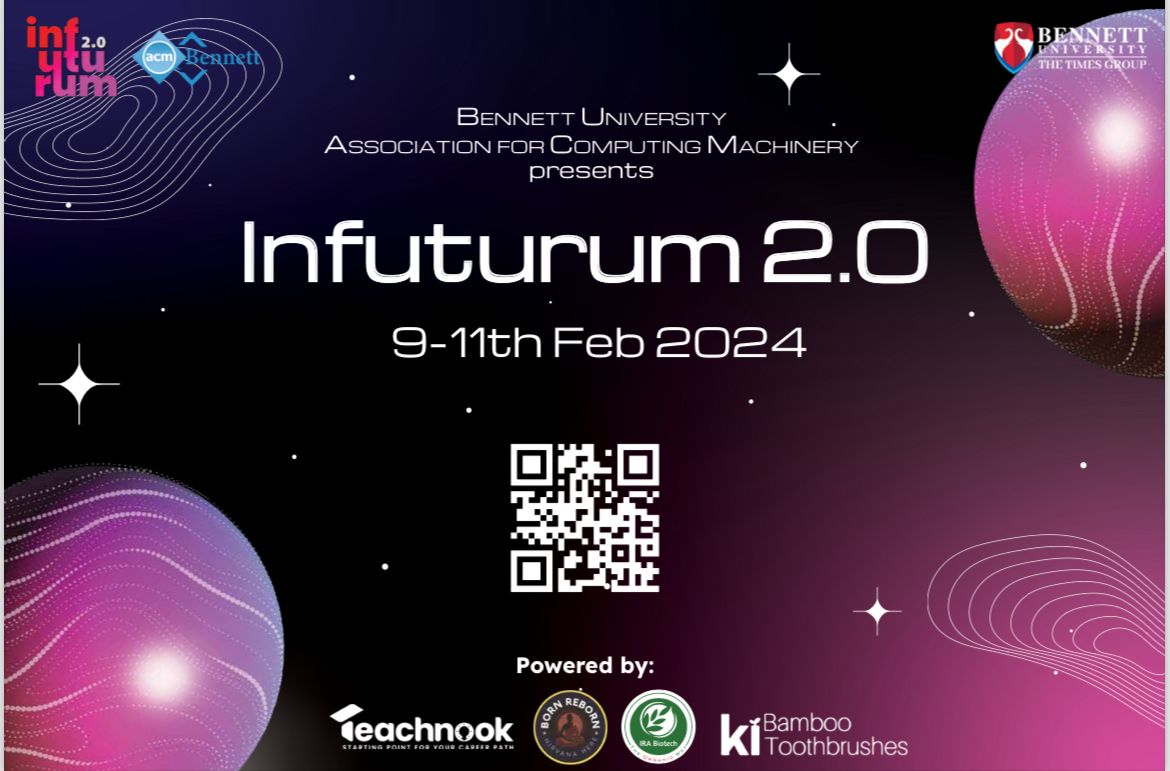 inf 2.0
utu
rum
acm Bennett
BENNETT
UNIVERSITY
THE TIMES GROUP
BENNETT UNIVERSITY
ASSOCIATION FOR COMPUTING MACHINERY
presents
Infuturum 2.0
9-11th Feb 2024
Powered by:
Teachnook
STARTING POINT FOR YOUR CAREER PATH
BORN REBORN
NIRVANA HERE
IRA Biotech
ki Bamboo
Toothbrushes